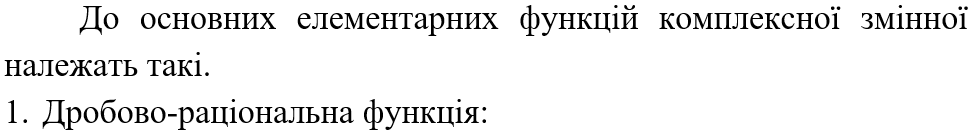 До основних елементарних функцій комплексної змінної
належать такі.
1. Дробово-раціональна функція: